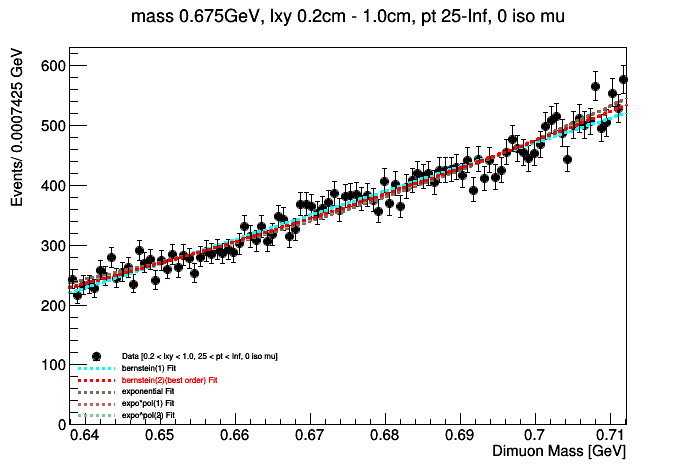 mass 0.675GeV, lxy 0.2cm - 1.0cm, pt 25-Inf, 0 iso mu
Events/ 0.0007425 GeV
600
500
400
300
200
100
0
Data [0.2 < lxy < 1.0, 25 < pt < Inf, 0 iso mu]
bernstein(1) Fit
bernstein(2)(best order) Fit
exponential Fit
expo*pol(1) Fit
expo*pol(2) Fit
0.64 0.65 0.66 0.67 0.68 0.69 0.7 0.71
Dimuon Mass [GeV]